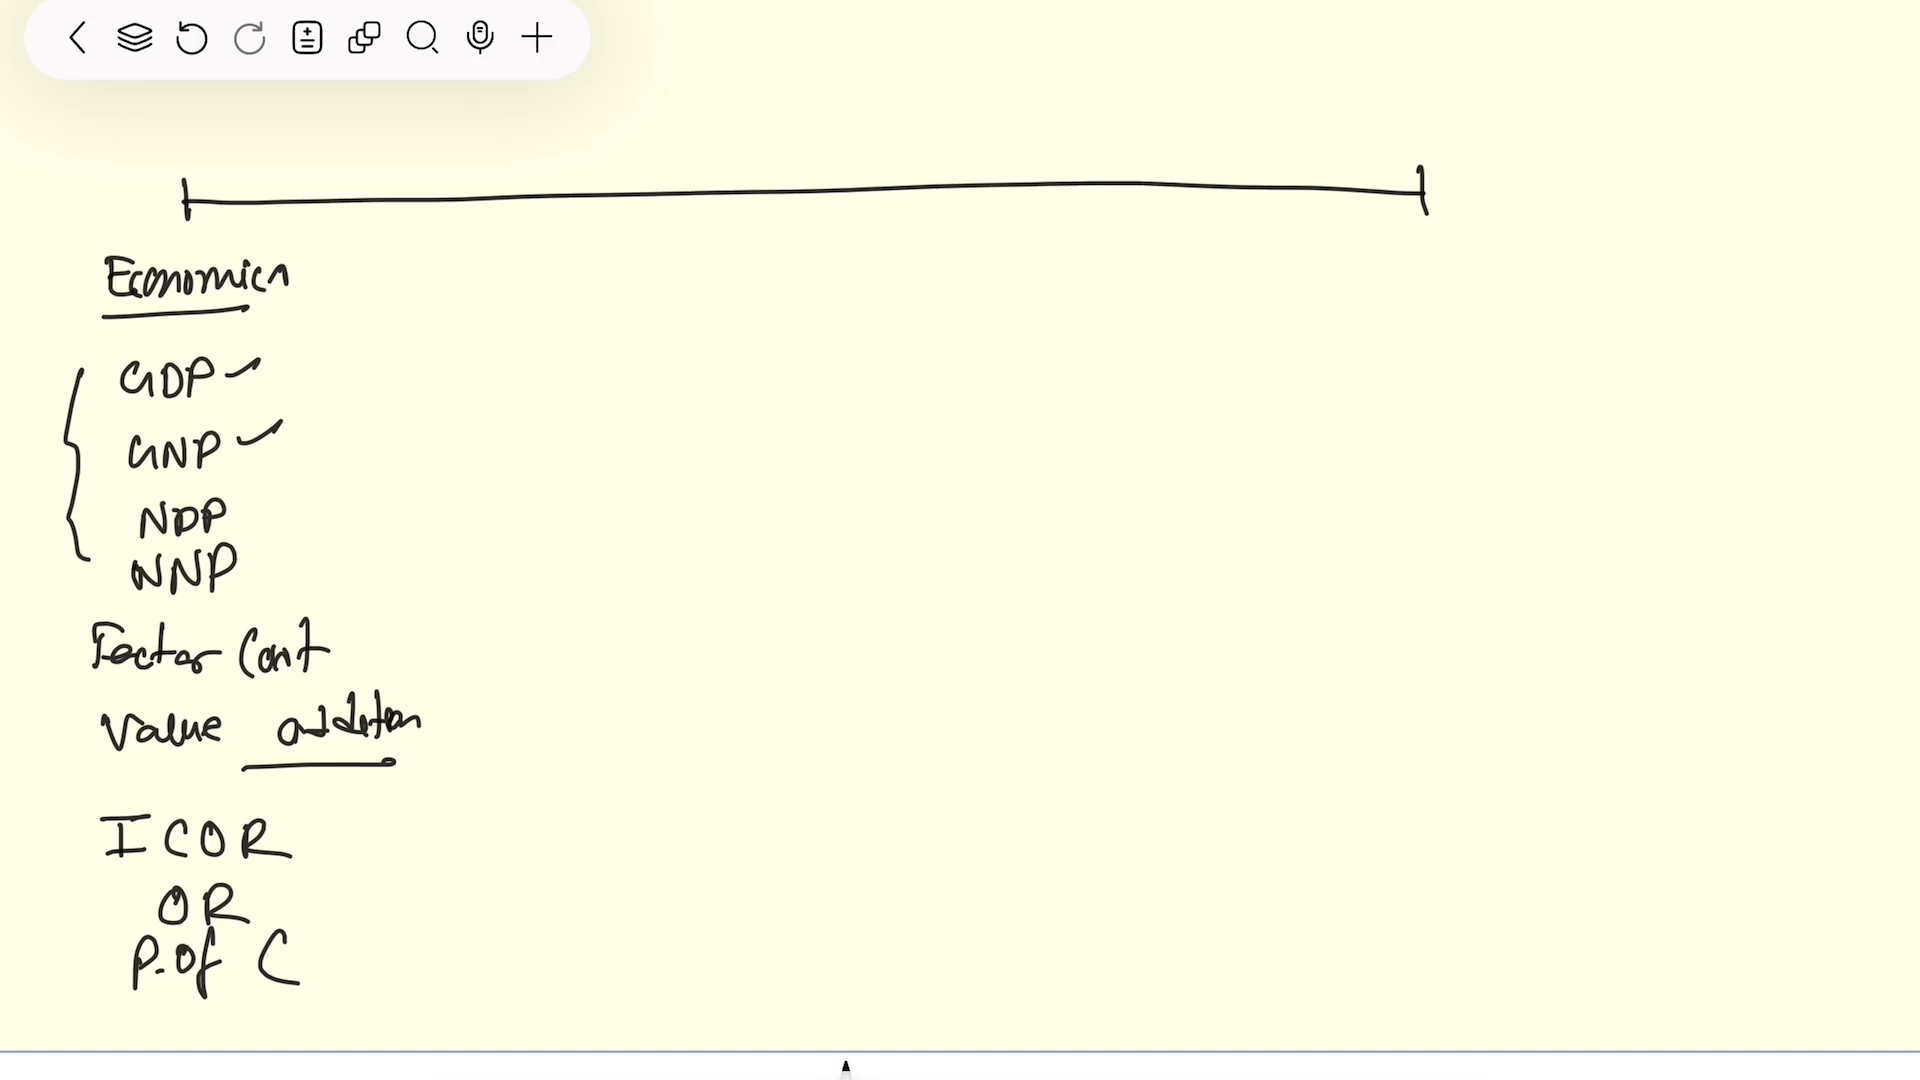 Economics
GDP
GNP
NDP
NNP
Factor Cost
Value addition
ICOR
OR
P.of C